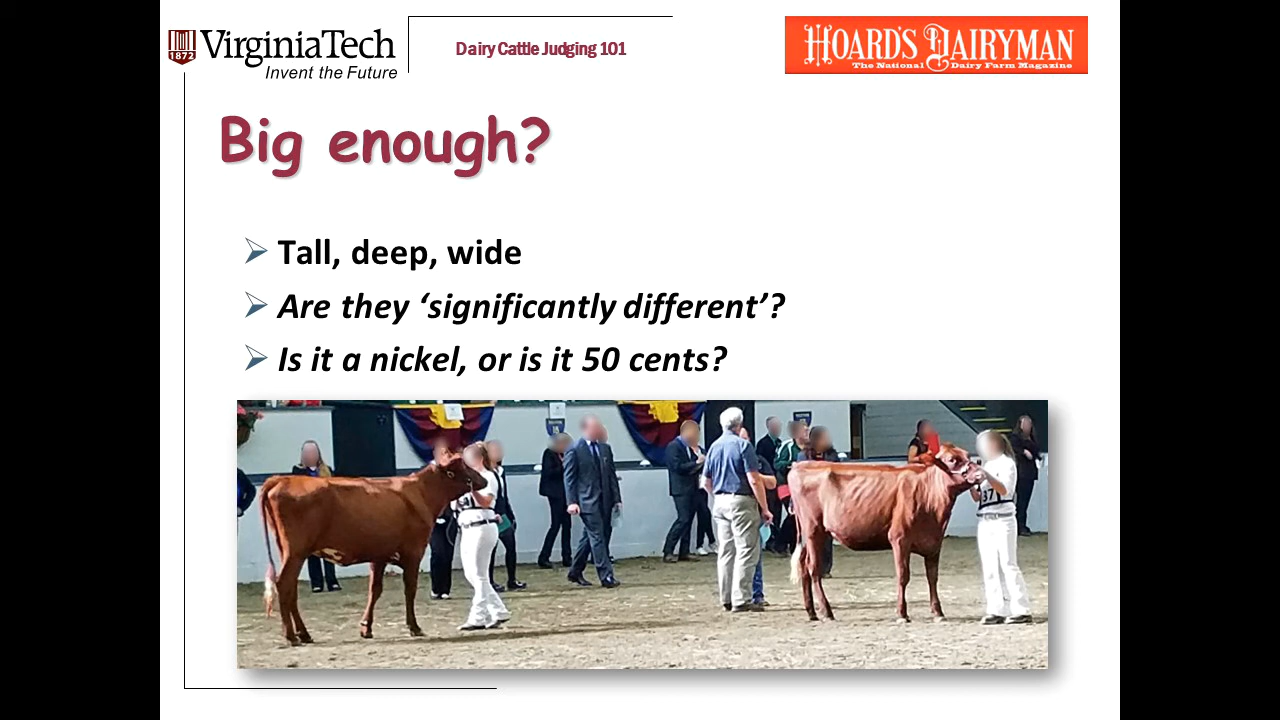 1872
VirginiaTech
Invent the Future
Dairy Cattle Judging 101
HOARD'S DAIRYMAN
The National Dairy Farm Magazine
Big enough?
Tall, deep, wide
Are they ‘significantly different’?
Is it a nickel, or is it 50 cents?
37